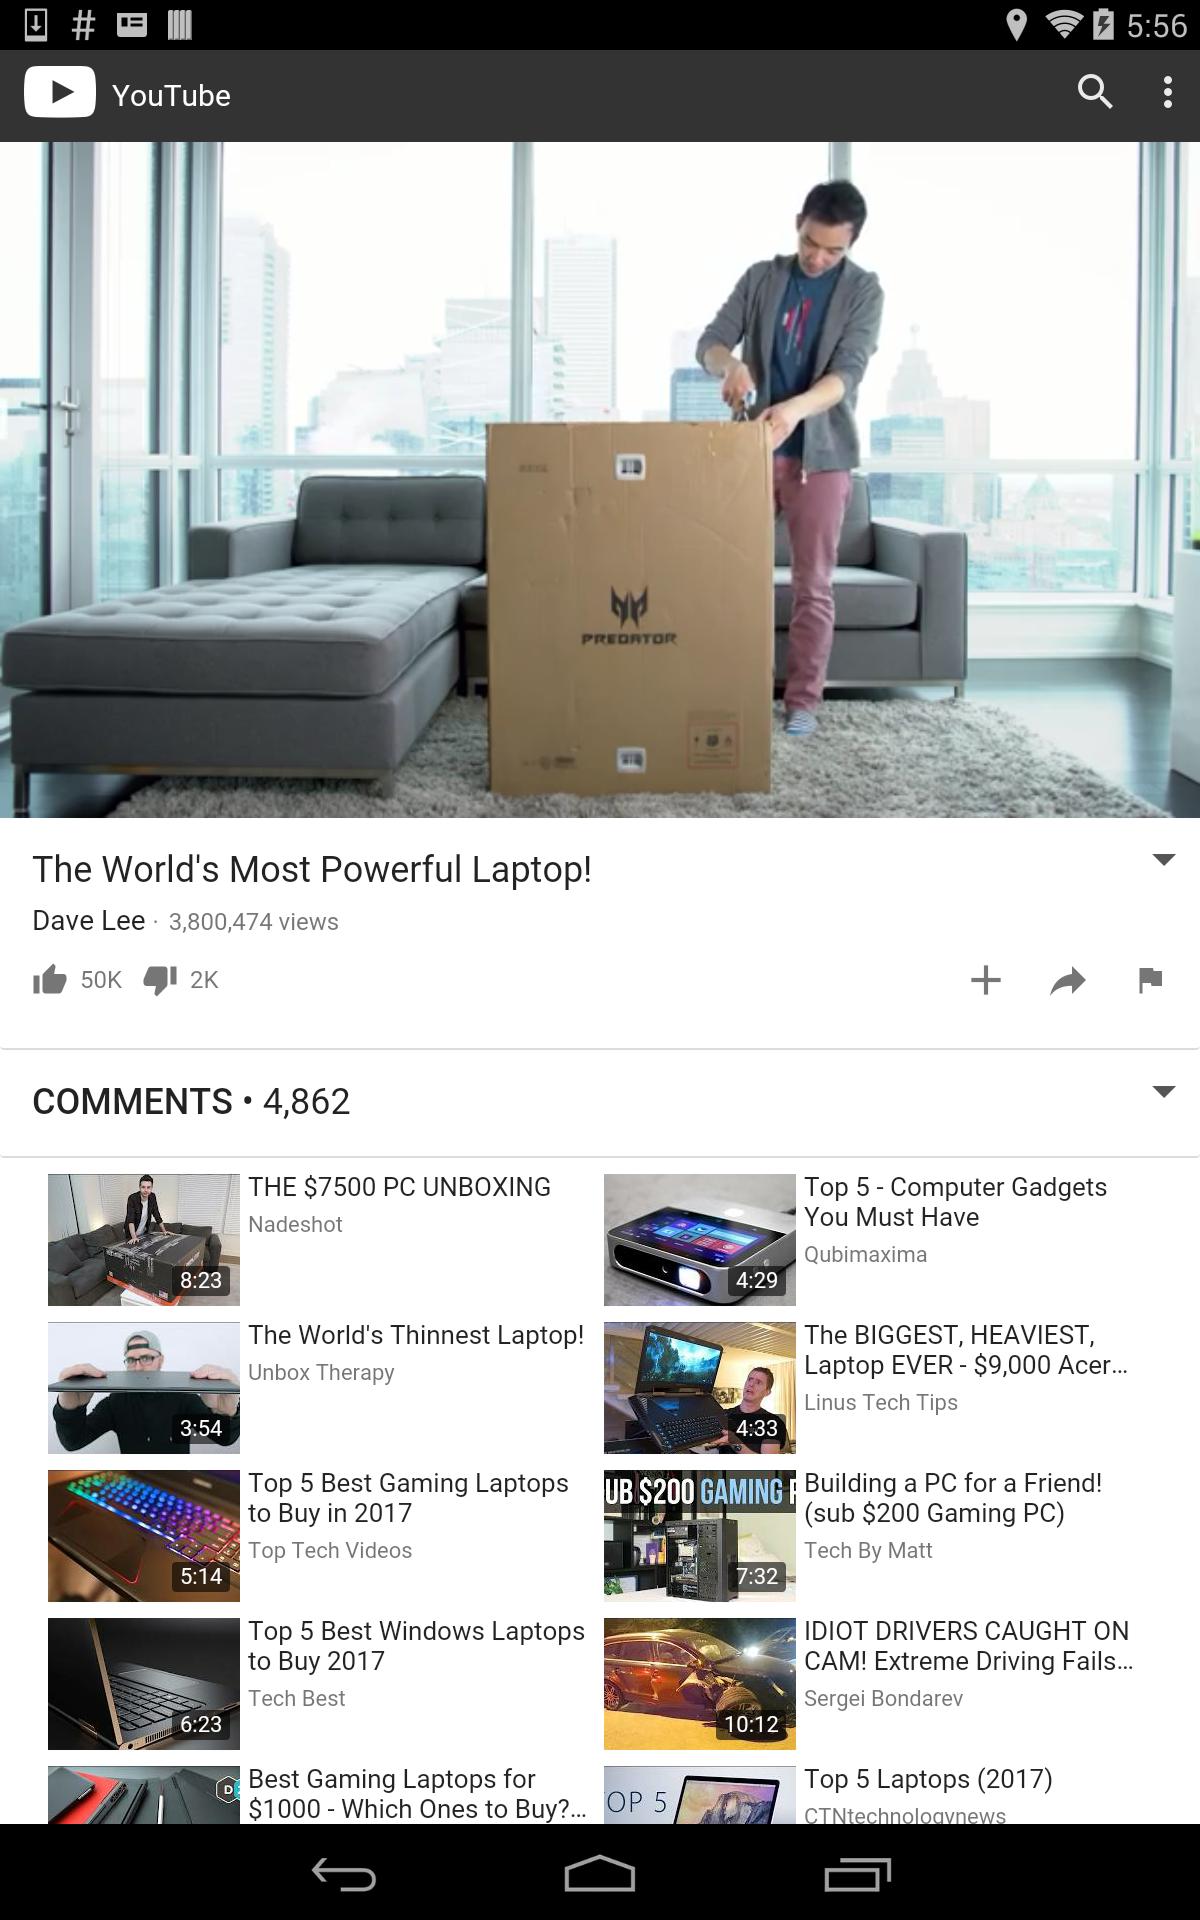 5:56
YouTube
PREDATOR
The World's Most Powerful Laptop!
Dave Lee · 3,800,474 views
50K 2K
COMMENTS • 4,862
THE $7500 PC UNBOXING
Nadeshot
8:23
Top 5 - Computer Gadgets
You Must Have
Qubimaxima
4:29
The World's Thinnest Laptop!
Unbox Therapy
3:54
The BIGGEST, HEAVIEST,
Laptop EVER - $9,000 Acer…
Linus Tech Tips
4:33
Top 5 Best Gaming Laptops
to Buy in 2017
Top Tech Videos
5:14
UB $200 GAMING
Building a PC for a Friend!
(sub $200 Gaming PC)
Tech By Matt
7:32
Top 5 Best Windows Laptops
to Buy 2017
Tech Best
6:23
IDIOT DRIVERS CAUGHT ON
CAM! Extreme Driving Fails…
Sergei Bondarev
10:12
Best Gaming Laptops for
$1000 - Which Ones to Buy?…
OP 5
Top 5 Laptops (2017)
CTNtechnologynews